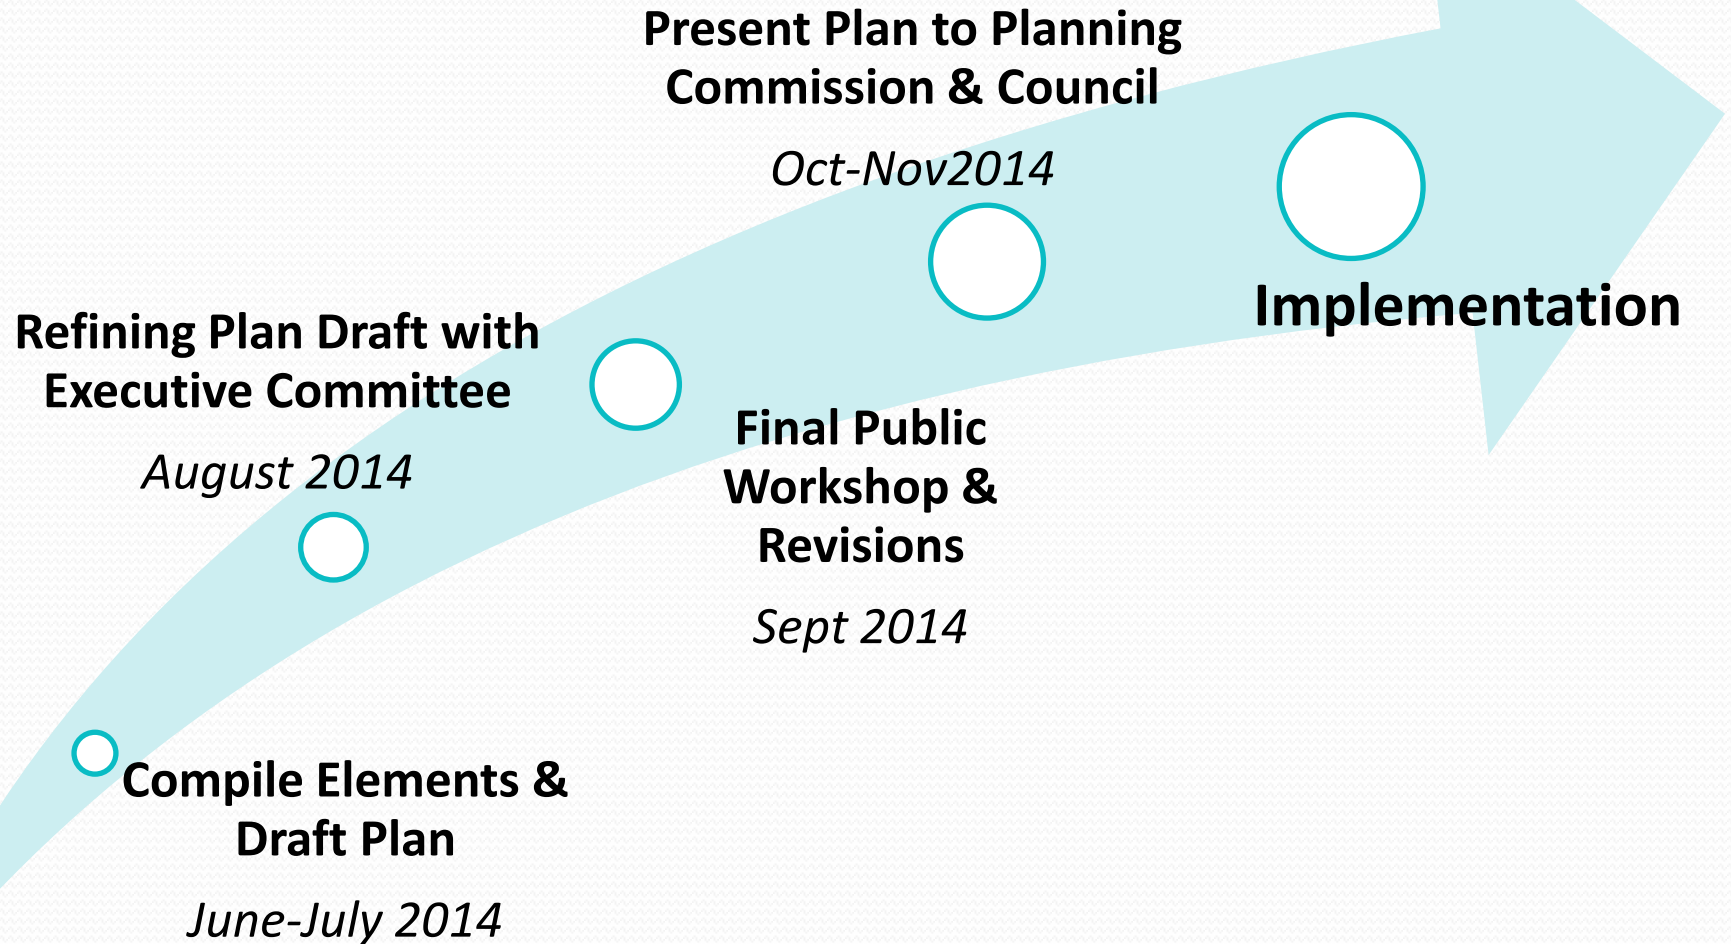 Present Plan to Planning
Commission & Council
Oct-Nov2014
Implementation
Refining Plan Draft with
Executive Committee
August 2014
Final Public
Workshop &
Revisions
Sept 2014
Compile Elements &
Draft Plan
June-July 2014